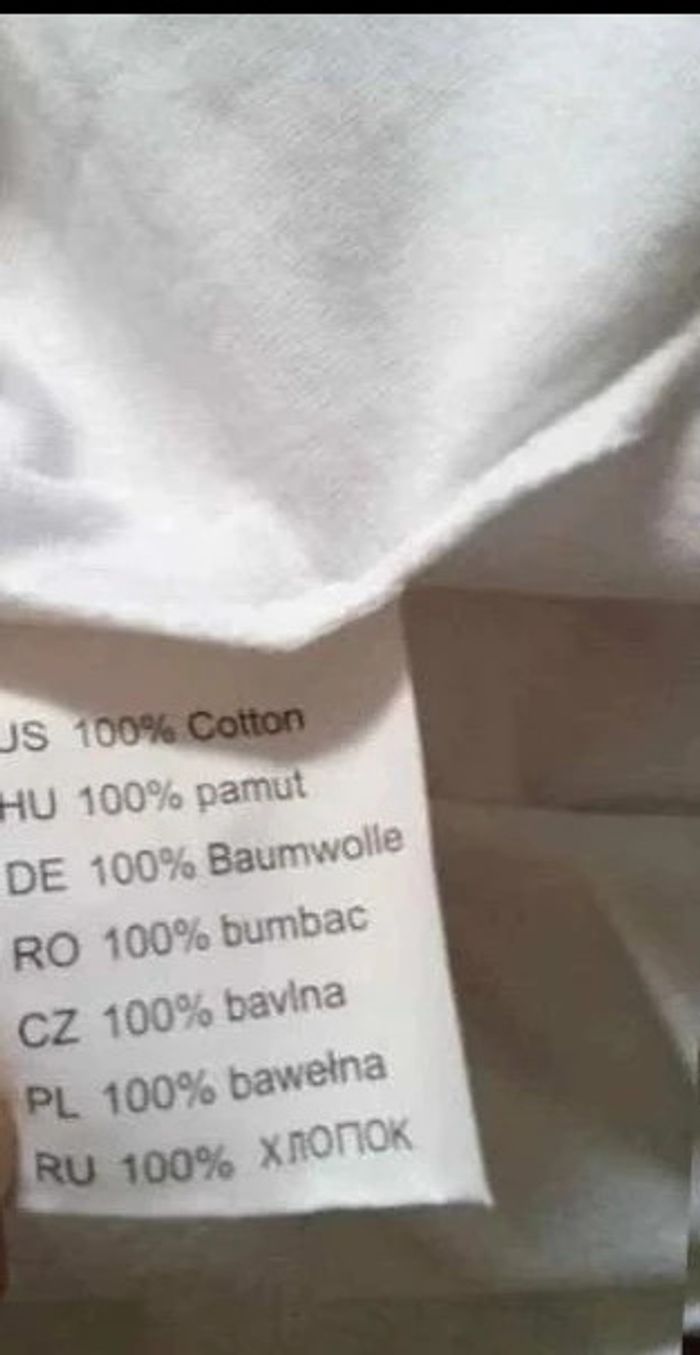 US 100% Cotton
HU 100% pamut
DE 100% Baumwolle
RO 100% bumbac
CZ 100% bavlna
PL 100% bawełna
RU 100% хлопок